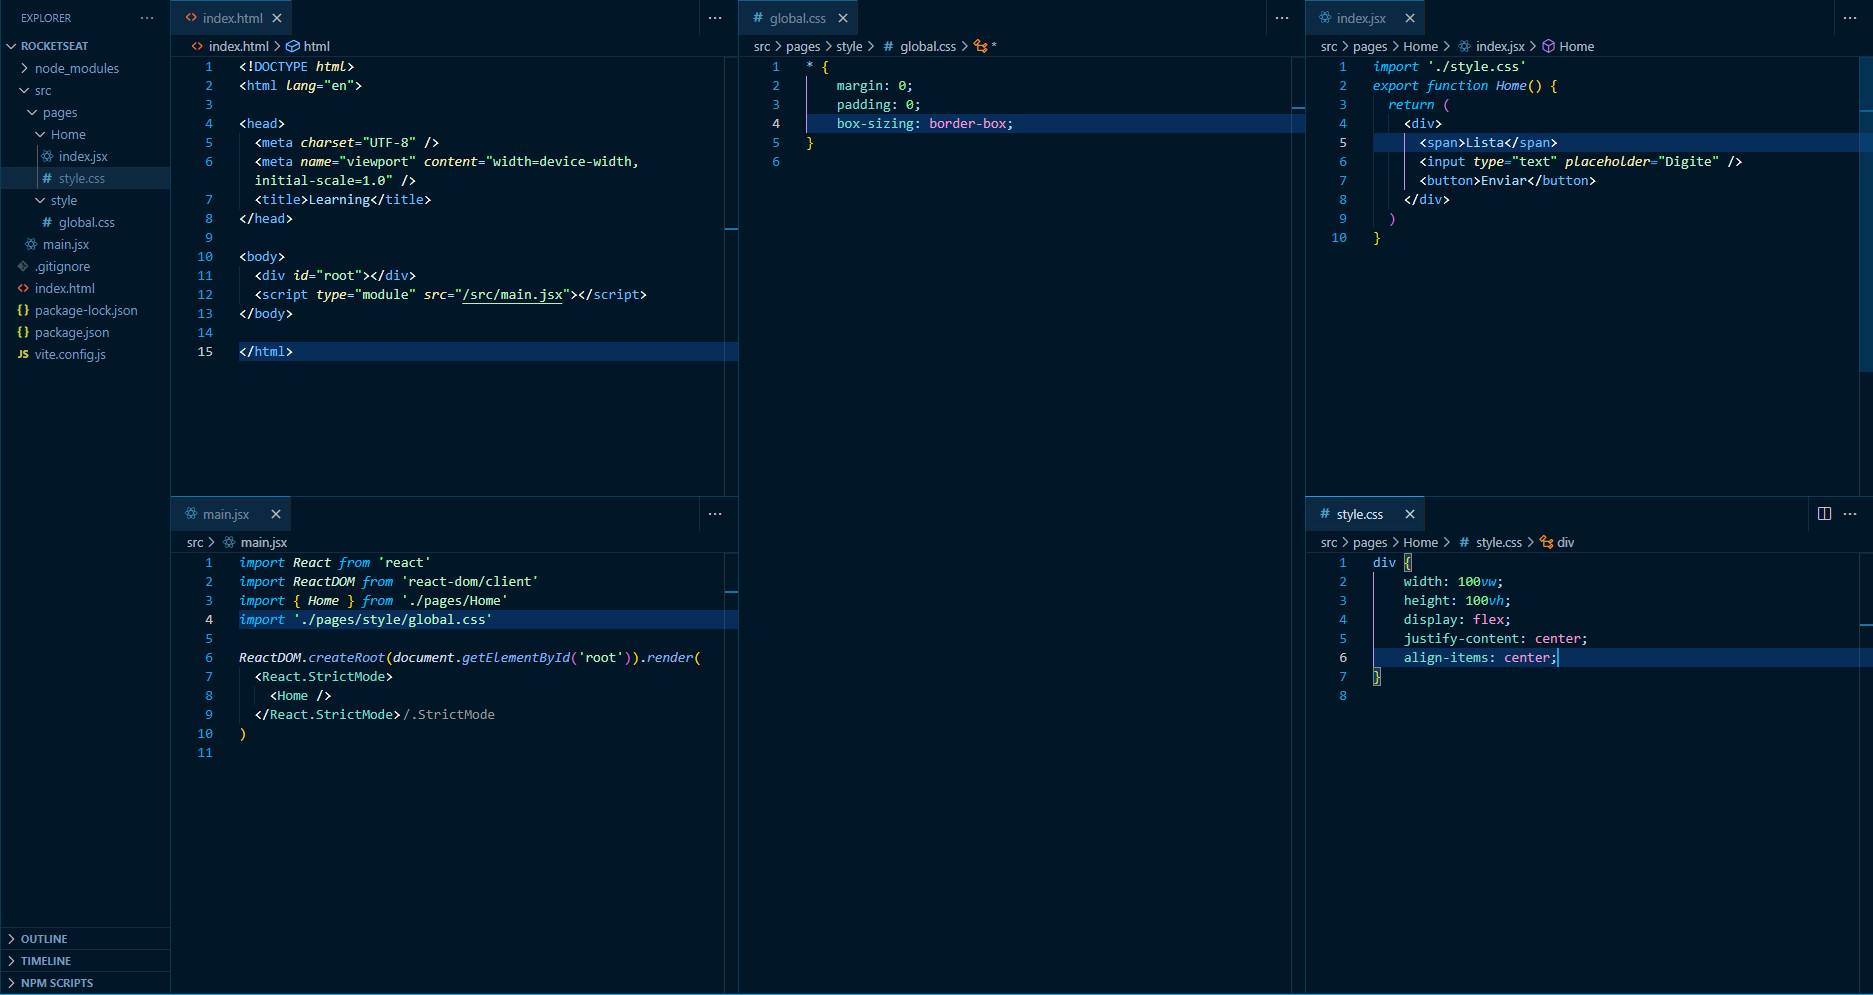 EXPLORER
ROCKETSEAT
node_modules
src
pages
Home
index.jsx
# style.css
style
# global.css
main.jsx
.gitignore
<> index.html
{} package-lock.json
{} package.json
JS vite.config.js
OUTLINE
TIMELINE
NPM SCRIPTS
<> index.html
<> index.html > html
1 <!DOCTYPE html>
2 <html lang="en">
3
4 <head>
5 <meta charset="UTF-8" />
6 <meta name="viewport" content="width=device-width,
initial-scale=1.0" />
7 <title>Learning</title>
8 </head>
9
10 <body>
11 <div id="root"></div>
12 <script type="module" src="/src/main.jsx"></script>
13 </body>
14
15 </html>
main.jsx
src > main.jsx
1 import React from 'react'
2 import ReactDOM from 'react-dom/client'
3 import { Home } from './pages/Home'
4 import './pages/style/global.css'
5
6 ReactDOM.createRoot(document.getElementById('root')).render(
7 <React.StrictMode>
8 <Home />
9 </React.StrictMode>/.StrictMode
10 )
11
# global.css
src > pages > style > # global.css > *
1 * {
2 margin: 0;
3 padding: 0;
4 box-sizing: border-box;
5 }
6
index.jsx
src > pages > Home > index.jsx > Home
1 import './style.css'
2 export function Home() {
3 return (
4 <div>
5 <span>Lista</span>
6 <input type="text" placeholder="Digite" />
7 <button>Enviar</button>
8 </div>
9 )
10 }
# style.css
src > pages > Home > # style.css > div
1 div {
2 width: 100vw;
3 height: 100vh;
4 display: flex;
5 justify-content: center;
6 align-items: center;
7 }
8